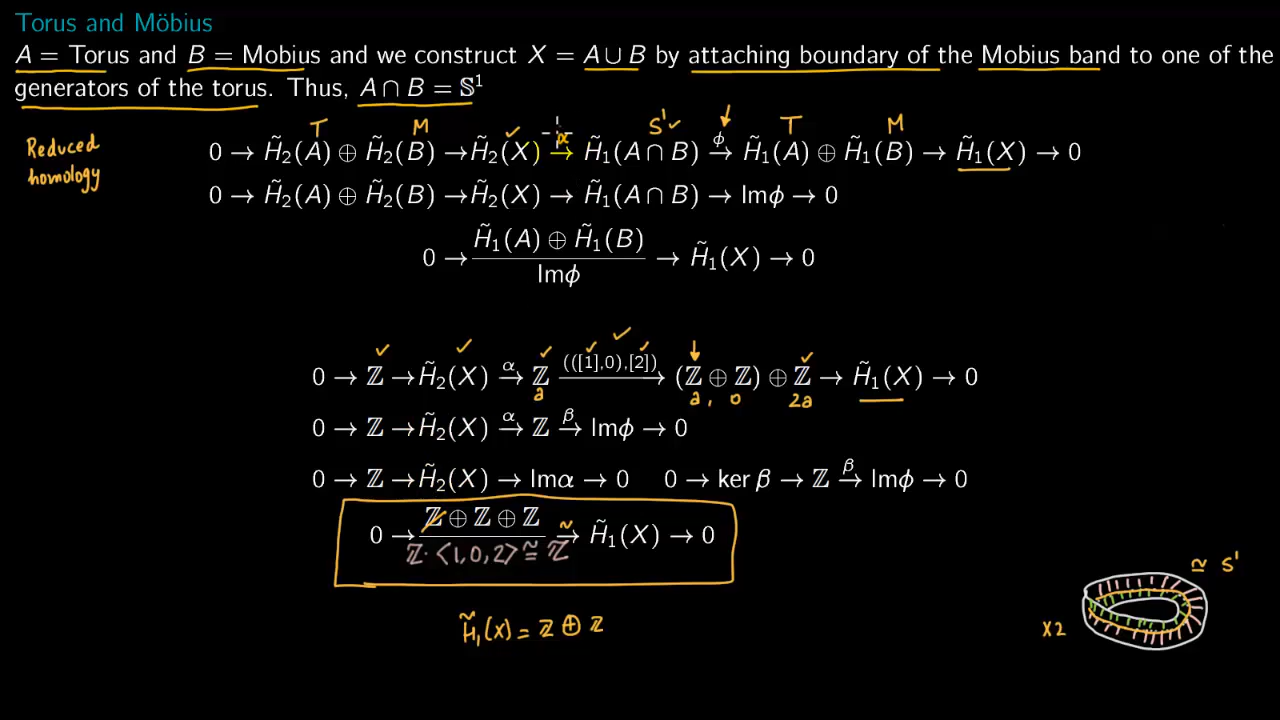 Torus and Möbius
A = Torus and B = Mobius and we construct X = A ∪ B by attaching boundary of the Mobius band to one of the
generators of the torus. Thus, A ∩ B = 𝕊¹
Reduced homology
T M ✓ α S¹ ✓ ↓ T M
0 → H̃₂(A) ⊕ H̃₂(B) → H̃₂(X) → H̃₁(A ∩ B) →^ϕ H̃₁(A) ⊕ H̃₁(B) → H̃₁(X) → 0
0 → H̃₂(A) ⊕ H̃₂(B) → H̃₂(X) → H̃₁(A ∩ B) → Imϕ → 0
0 → (H̃₁(A) ⊕ H̃₁(B))/Imϕ → H̃₁(X) → 0
✓ ✓ ✓ ✓ ✓ ✓ ↓ ✓
0 → ℤ → H̃₂(X) →^α ℤ →^(([1],0),[2]) (ℤ ⊕ ℤ) ⊕ ℤ → H̃₁(X) → 0
a a, 0 2a
0 → ℤ → H̃₂(X) →^α ℤ →^β Imϕ → 0
0 → ℤ → H̃₂(X) → Imα → 0 0 → ker β → ℤ →^β Imϕ → 0
0 → (ℤ ⊕ ℤ ⊕ ℤ)/(ℤ·<1,0,2> ≅ ℤ) →^~ H̃₁(X) → 0
≃ S¹
H̃₁(X) = ℤ ⊕ ℤ
X2